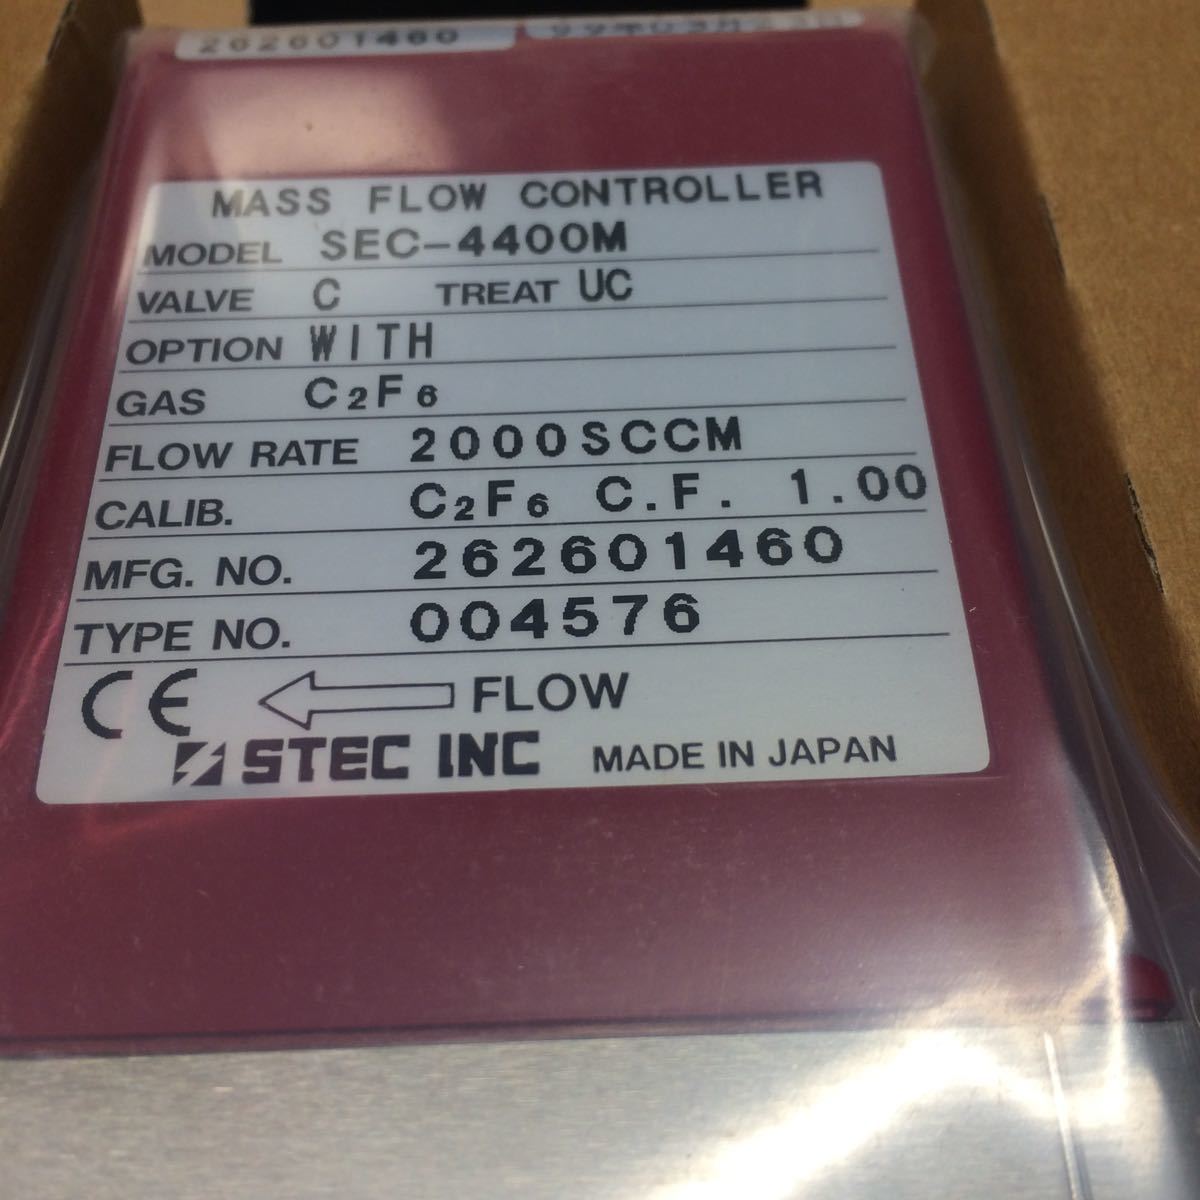 262601460
MASS FLOW CONTROLLER
MODEL SEC-4400M
VALVE C TREAT UC
OPTION WITH
GAS C₂F₆
FLOW RATE 2000SCCM
CALIB. C₂F₆ C.F. 1.00
MFG. NO. 262601460
TYPE NO. 004576
CE FLOW
STEC INC MADE IN JAPAN